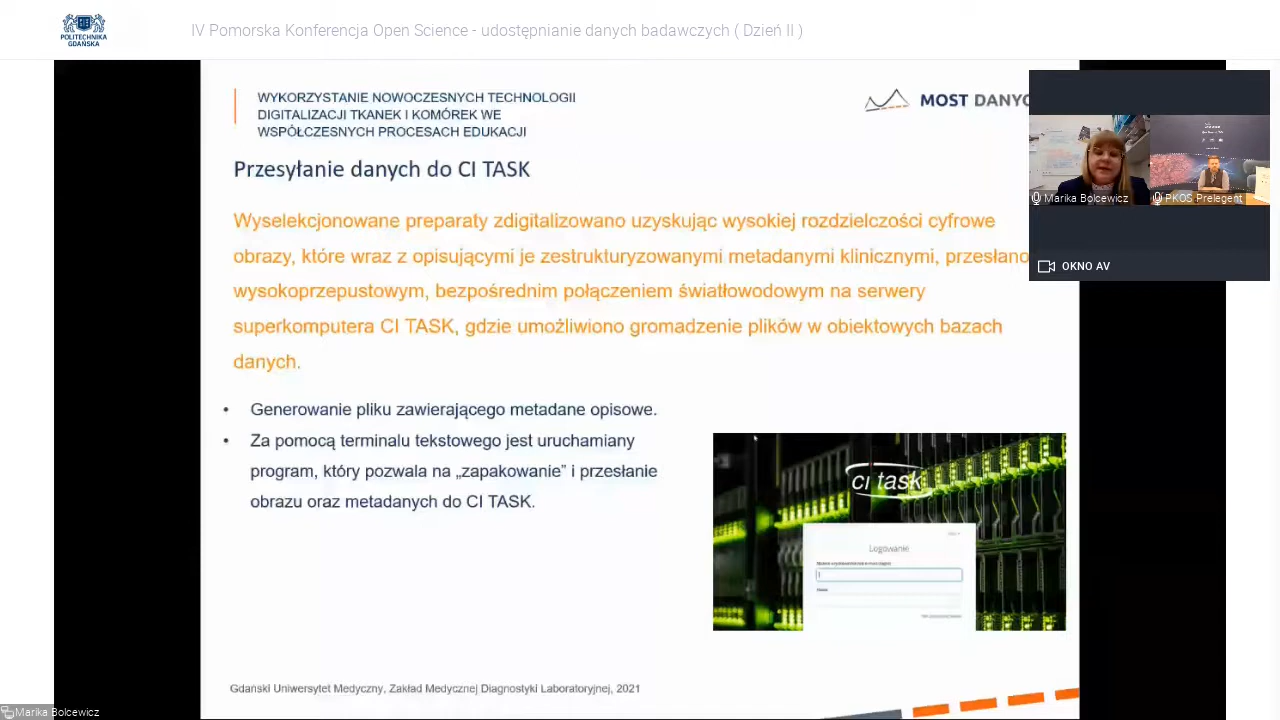 POLITECHNIKA
GDAŃSKA
IV Pomorska Konferencja Open Science - udostępnianie danych badawczych ( Dzień II )
WYKORZYSTANIE NOWOCZESNYCH TECHNOLOGII
DIGITALIZACJI TKANEK I KOMÓREK WE
WSPÓŁCZESNYCH PROCESACH EDUKACJI
MOST DANYC
Przesyłanie danych do CI TASK
Wyselekcjonowane preparaty zdigitalizowano uzyskując wysokiej rozdzielczości cyfrowe
obrazy, które wraz z opisującymi je zestrukturyzowanymi metadanymi klinicznymi, przesłano
wysokoprzepustowym, bezpośrednim połączeniem światłowodowym na serwery
superkomputera CI TASK, gdzie umożliwiono gromadzenie plików w obiektowych bazach
danych.
• Generowanie pliku zawierającego metadane opisowe.
• Za pomocą terminalu tekstowego jest uruchamiany
program, który pozwala na „zapakowanie” i przesłanie
obrazu oraz metadanych do CI TASK.
ci task
Logowanie
Hasło
Marika Bolcewicz
PKOS Prelegent
OKNO AV
Gdański Uniwersytet Medyczny, Zakład Medycznej Diagnostyki Laboratoryjnej, 2021
Marika Bolcewicz